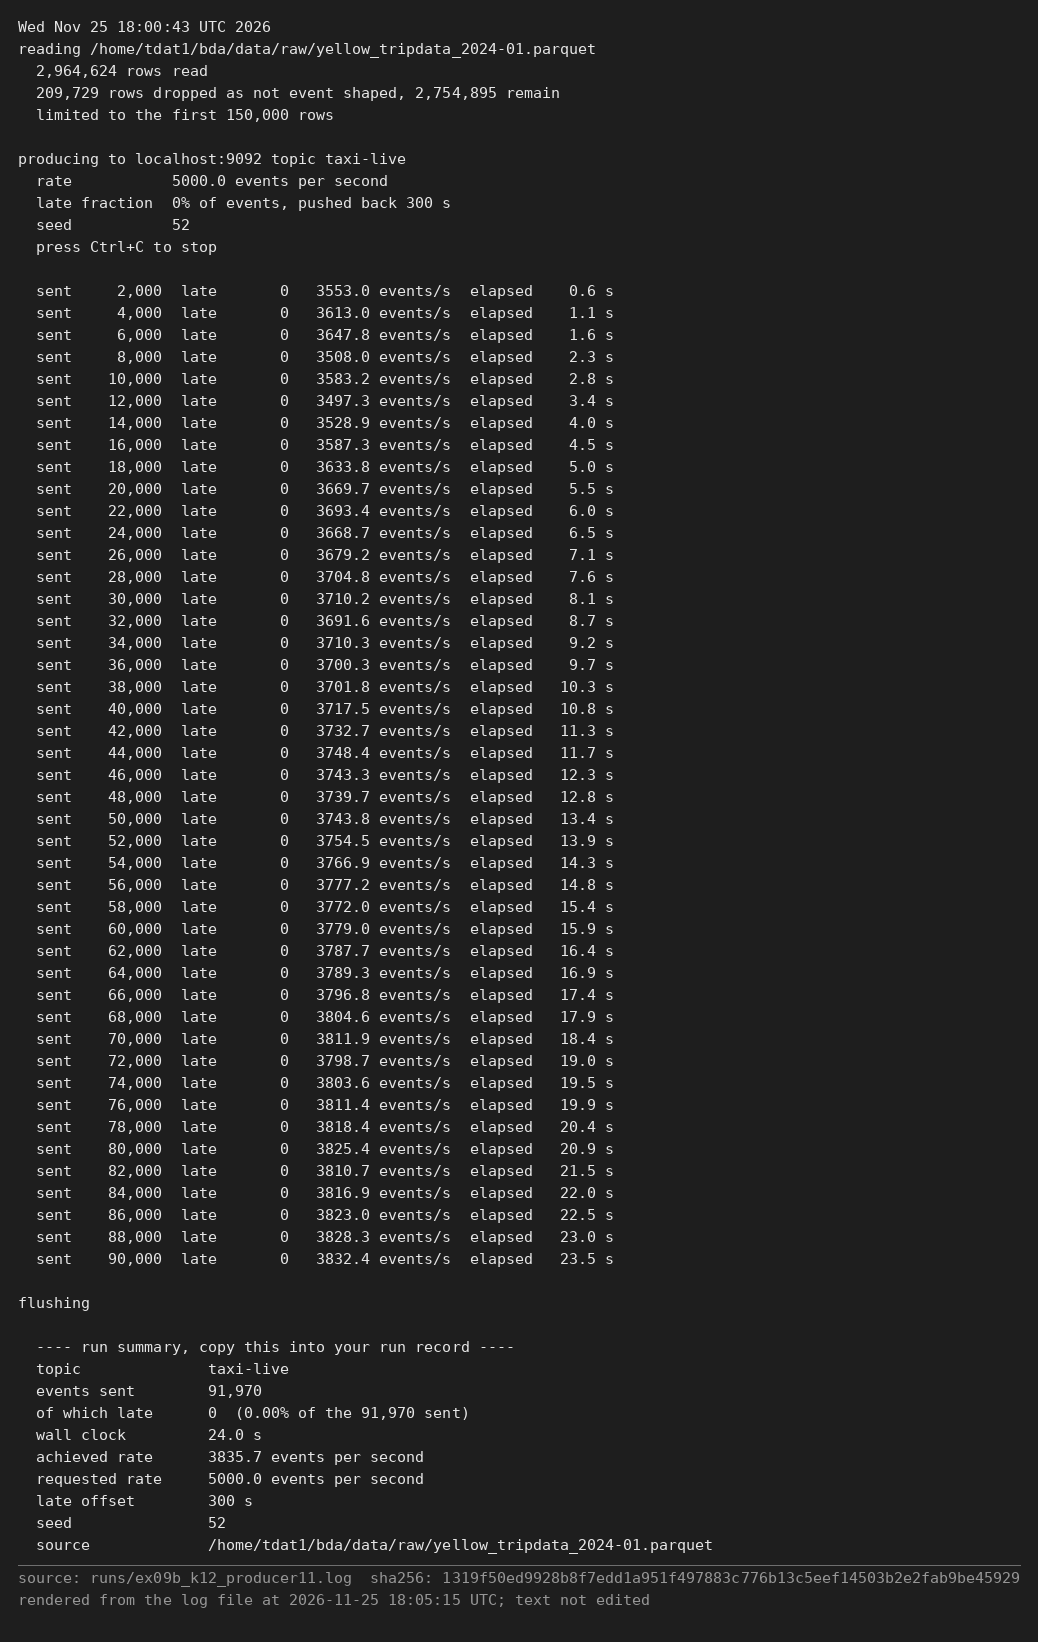 Wed Nov 25 18:00:43 UTC 2026
reading /home/tdat1/bda/data/raw/yellow_tripdata_2024-01.parquet
  2,964,624 rows read
  209,729 rows dropped as not event shaped, 2,754,895 remain
  limited to the first 150,000 rows

producing to localhost:9092 topic taxi-live
  rate           5000.0 events per second
  late fraction  0% of events, pushed back 300 s
  seed           52
  press Ctrl+C to stop

  sent     2,000  late       0   3553.0 events/s  elapsed    0.6 s
  sent     4,000  late       0   3613.0 events/s  elapsed    1.1 s
  sent     6,000  late       0   3647.8 events/s  elapsed    1.6 s
  sent     8,000  late       0   3508.0 events/s  elapsed    2.3 s
  sent    10,000  late       0   3583.2 events/s  elapsed    2.8 s
  sent    12,000  late       0   3497.3 events/s  elapsed    3.4 s
  sent    14,000  late       0   3528.9 events/s  elapsed    4.0 s
  sent    16,000  late       0   3587.3 events/s  elapsed    4.5 s
  sent    18,000  late       0   3633.8 events/s  elapsed    5.0 s
  sent    20,000  late       0   3669.7 events/s  elapsed    5.5 s
  sent    22,000  late       0   3693.4 events/s  elapsed    6.0 s
  sent    24,000  late       0   3668.7 events/s  elapsed    6.5 s
  sent    26,000  late       0   3679.2 events/s  elapsed    7.1 s
  sent    28,000  late       0   3704.8 events/s  elapsed    7.6 s
  sent    30,000  late       0   3710.2 events/s  elapsed    8.1 s
  sent    32,000  late       0   3691.6 events/s  elapsed    8.7 s
  sent    34,000  late       0   3710.3 events/s  elapsed    9.2 s
  sent    36,000  late       0   3700.3 events/s  elapsed    9.7 s
  sent    38,000  late       0   3701.8 events/s  elapsed   10.3 s
  sent    40,000  late       0   3717.5 events/s  elapsed   10.8 s
  sent    42,000  late       0   3732.7 events/s  elapsed   11.3 s
  sent    44,000  late       0   3748.4 events/s  elapsed   11.7 s
  sent    46,000  late       0   3743.3 events/s  elapsed   12.3 s
  sent    48,000  late       0   3739.7 events/s  elapsed   12.8 s
  sent    50,000  late       0   3743.8 events/s  elapsed   13.4 s
  sent    52,000  late       0   3754.5 events/s  elapsed   13.9 s
  sent    54,000  late       0   3766.9 events/s  elapsed   14.3 s
  sent    56,000  late       0   3777.2 events/s  elapsed   14.8 s
  sent    58,000  late       0   3772.0 events/s  elapsed   15.4 s
  sent    60,000  late       0   3779.0 events/s  elapsed   15.9 s
  sent    62,000  late       0   3787.7 events/s  elapsed   16.4 s
  sent    64,000  late       0   3789.3 events/s  elapsed   16.9 s
  sent    66,000  late       0   3796.8 events/s  elapsed   17.4 s
  sent    68,000  late       0   3804.6 events/s  elapsed   17.9 s
  sent    70,000  late       0   3811.9 events/s  elapsed   18.4 s
  sent    72,000  late       0   3798.7 events/s  elapsed   19.0 s
  sent    74,000  late       0   3803.6 events/s  elapsed   19.5 s
  sent    76,000  late       0   3811.4 events/s  elapsed   19.9 s
  sent    78,000  late       0   3818.4 events/s  elapsed   20.4 s
  sent    80,000  late       0   3825.4 events/s  elapsed   20.9 s
  sent    82,000  late       0   3810.7 events/s  elapsed   21.5 s
  sent    84,000  late       0   3816.9 events/s  elapsed   22.0 s
  sent    86,000  late       0   3823.0 events/s  elapsed   22.5 s
  sent    88,000  late       0   3828.3 events/s  elapsed   23.0 s
  sent    90,000  late       0   3832.4 events/s  elapsed   23.5 s

flushing

  ---- run summary, copy this into your run record ----
  topic              taxi-live
  events sent        91,970
  of which late      0  (0.00% of the 91,970 sent)
  wall clock         24.0 s
  achieved rate      3835.7 events per second
  requested rate     5000.0 events per second
  late offset        300 s
  seed               52
  source             /home/tdat1/bda/data/raw/yellow_tripdata_2024-01.parquet
source: runs/ex09b_k12_producer11.log  sha256: 1319f50ed9928b8f7edd1a951f497883c776b13c5eef14503b2e2fab9be45929
rendered from the log file at 2026-11-25 18:05:15 UTC; text not edited